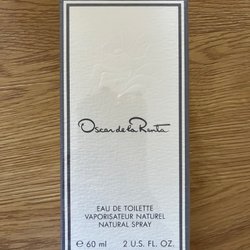 Oscar de la Renta
EAU DE TOILETTE
VAPORISATEUR NATUREL
NATURAL SPRAY
℮ 60 ml 2 U.S. FL. OZ.